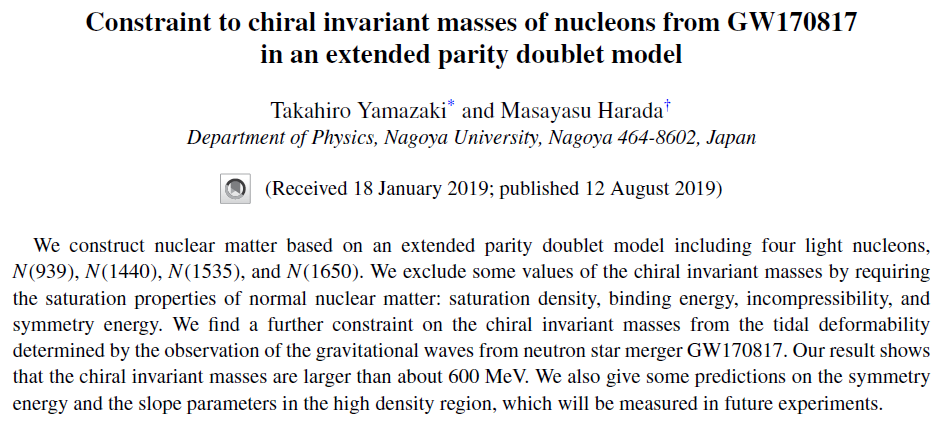 Constraint to chiral invariant masses of nucleons from GW170817
in an extended parity doublet model
Takahiro Yamazaki* and Masayasu Harada†
Department of Physics, Nagoya University, Nagoya 464-8602, Japan
(Received 18 January 2019; published 12 August 2019)
We construct nuclear matter based on an extended parity doublet model including four light nucleons,
N(939), N(1440), N(1535), and N(1650). We exclude some values of the chiral invariant masses by requiring
the saturation properties of normal nuclear matter: saturation density, binding energy, incompressibility, and
symmetry energy. We find a further constraint on the chiral invariant masses from the tidal deformability
determined by the observation of the gravitational waves from neutron star merger GW170817. Our result shows
that the chiral invariant masses are larger than about 600 MeV. We also give some predictions on the symmetry
energy and the slope parameters in the high density region, which will be measured in future experiments.